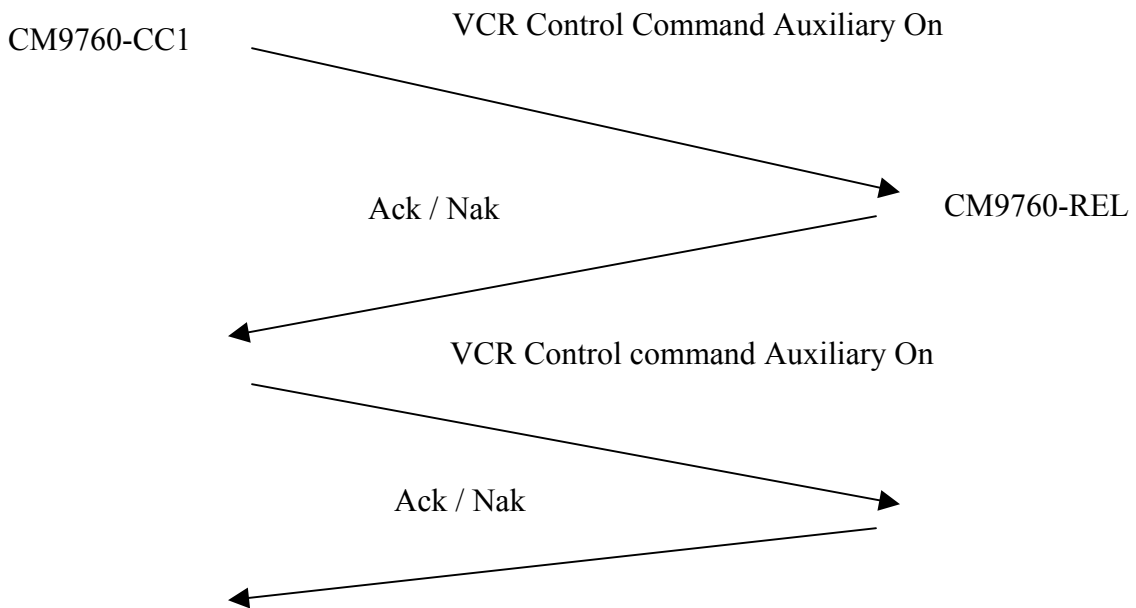 VCR Control Command Auxiliary On
CM9760-CC1
Ack / Nak
CM9760-REL
VCR Control command Auxiliary On
Ack / Nak